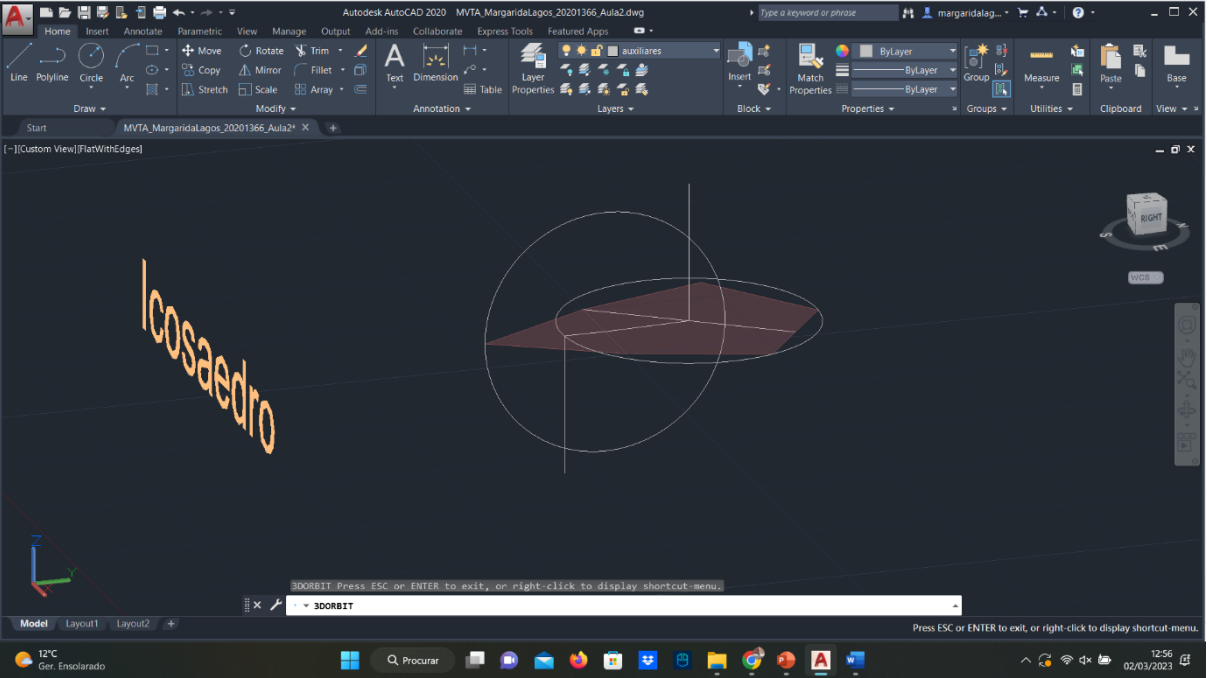 Autodesk AutoCAD 2020 MVTA_MargaridaLagos_20201366_Aula2.dwg
Type a keyword or phrase
margaridalag...
Home Insert Annotate Parametric View Manage Output Add-ins Collaborate Express Tools Featured Apps
Line Polyline Circle Arc
Draw
Move Rotate Trim
Copy Mirror Fillet
Stretch Scale Array
Modify
Text Dimension Table
Annotation
Layer Properties
auxiliares
Layers
Insert
Block
Match Properties
ByLayer
ByLayer
ByLayer
Properties
Group
Groups
Measure
Utilities
Paste
Clipboard
Base
View
Start MVTA_MargaridaLagos_20201366_Aula2*
[−][Custom View][FlatWithEdges]
RIGHT
S N E
WCS
Icosaedro
Z
Y
3DORBIT Press ESC or ENTER to exit, or right-click to display shortcut-menu.
3DORBIT
Model Layout1 Layout2
Press ESC or ENTER to exit, or right-click to display shortcut-menu.
12°C
Ger. Ensolarado
Procurar
12:56
02/03/2023